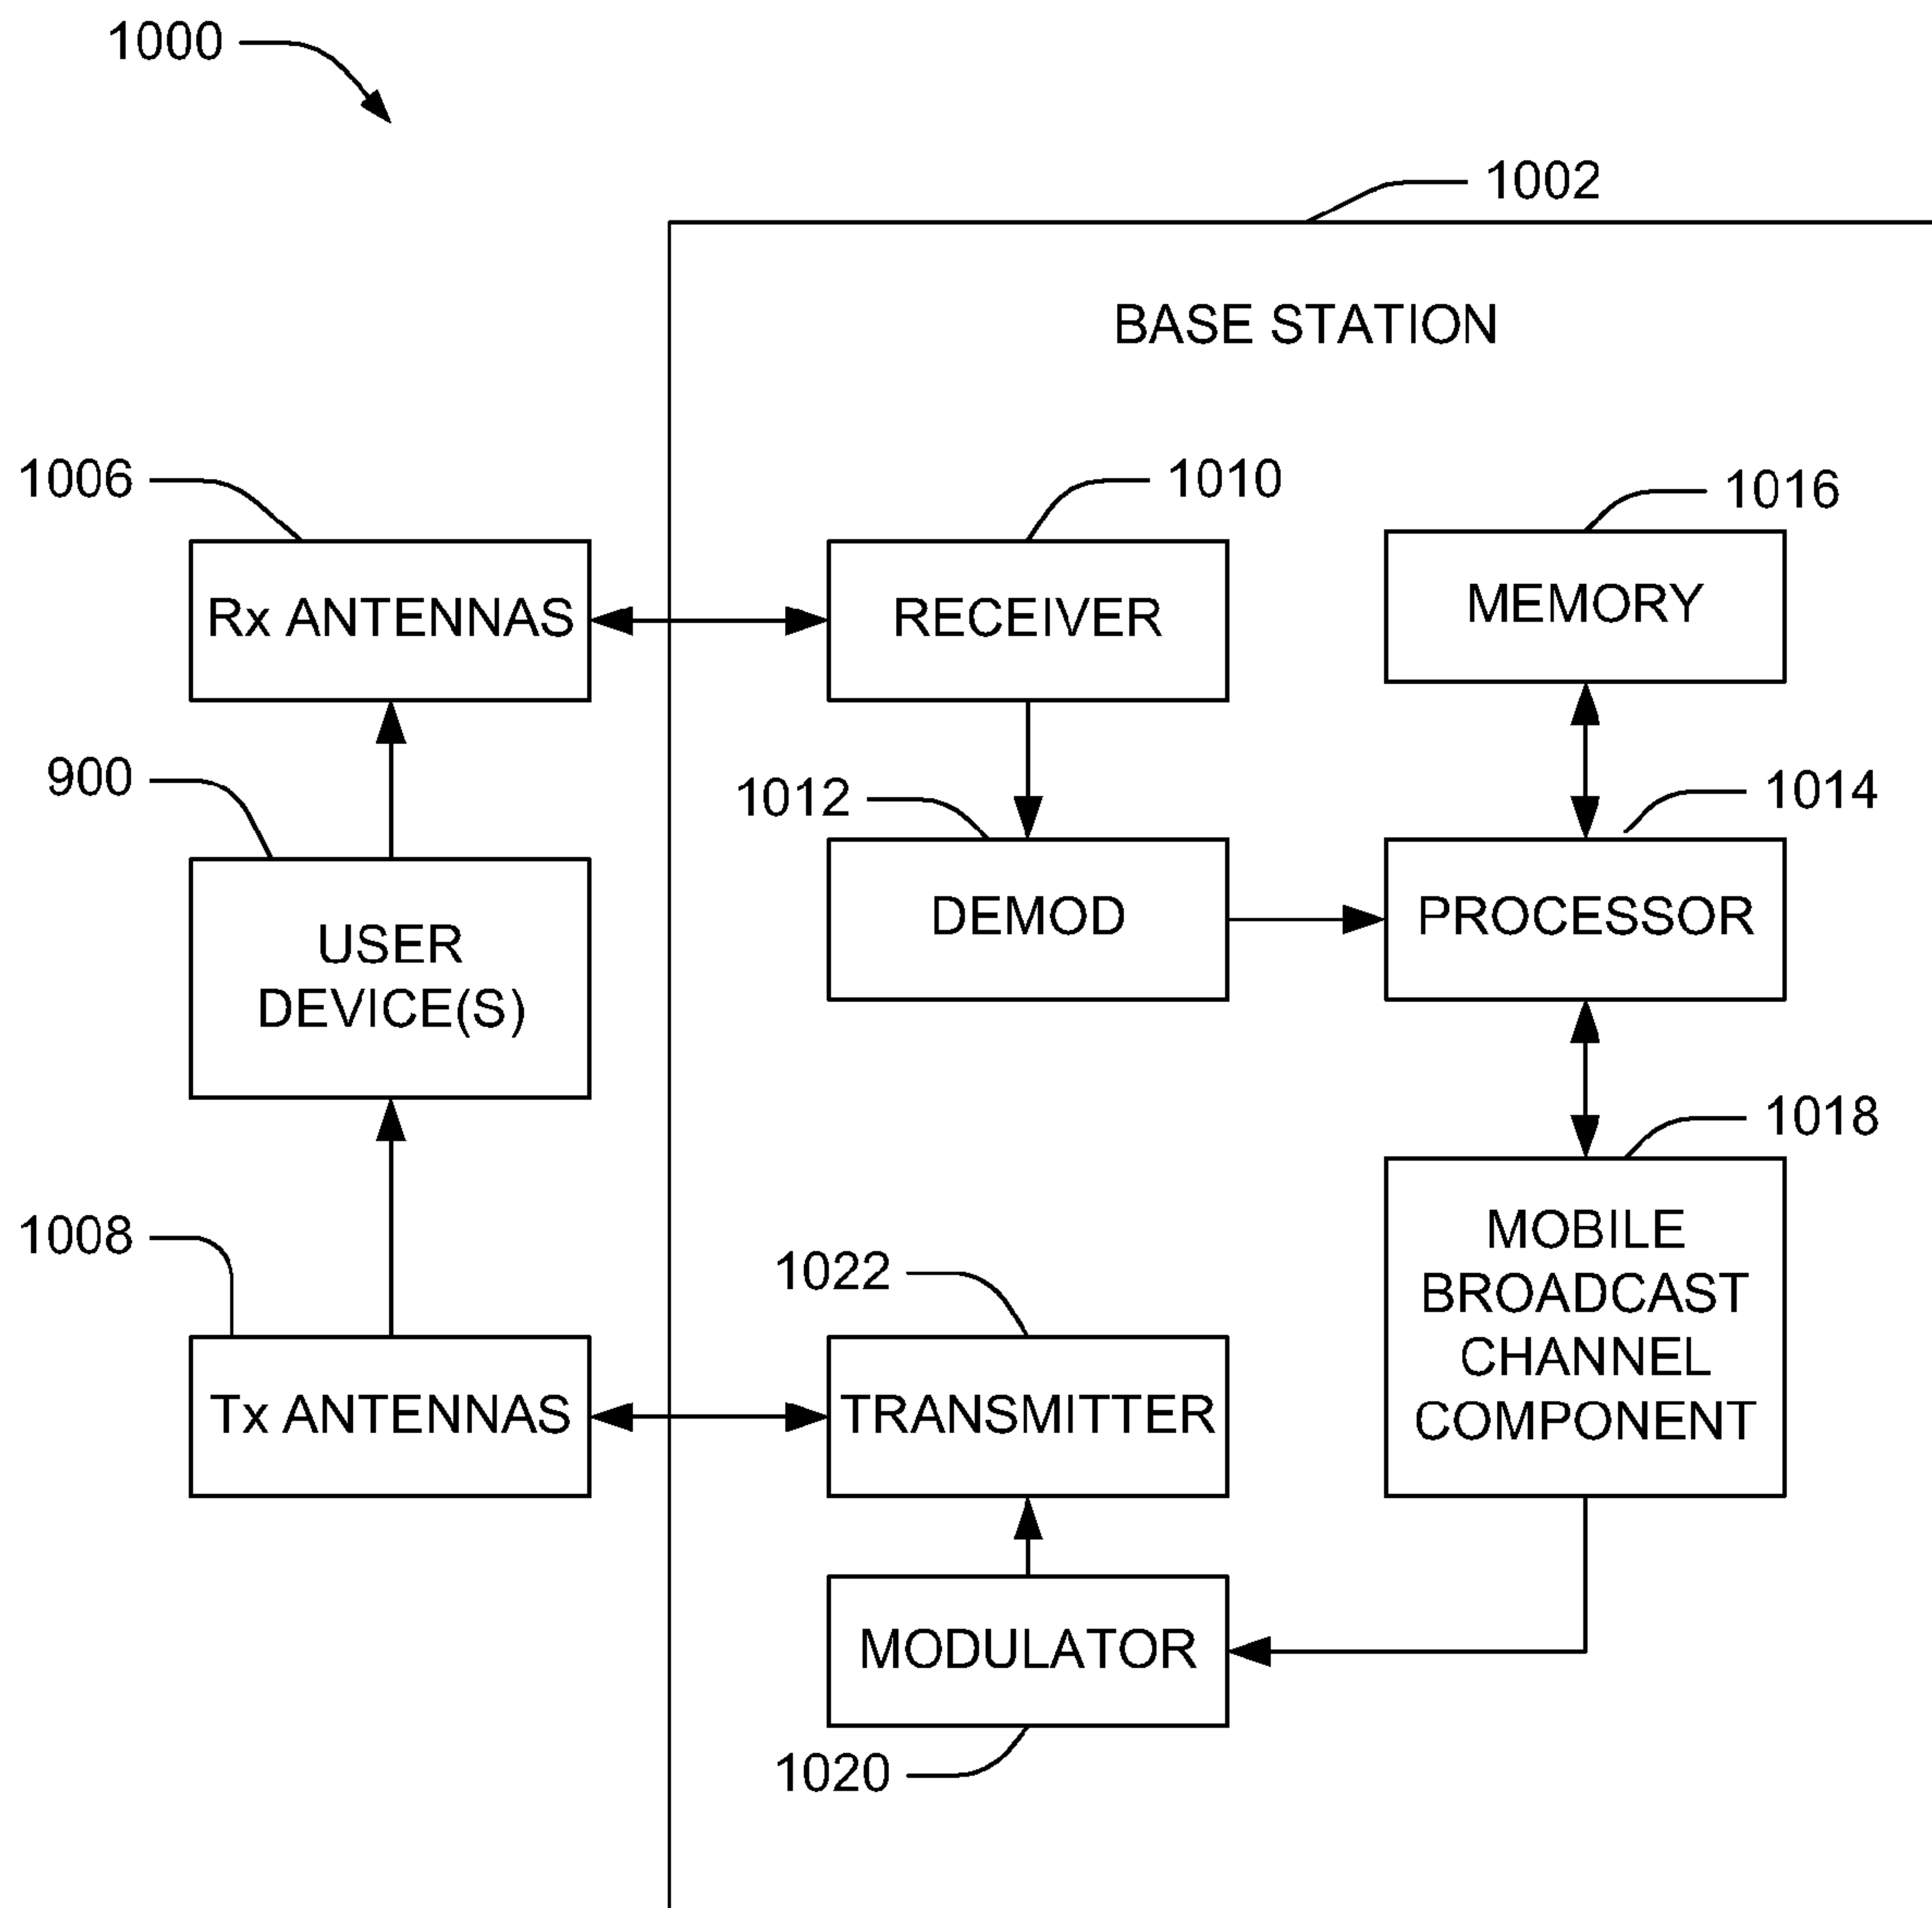 1000
1002
BASE STATION
1006
1010
1016
Rx ANTENNAS
RECEIVER
MEMORY
900
1012
1014
USER
DEVICE(S)
DEMOD
PROCESSOR
1008
1022
1018
Tx ANTENNAS
TRANSMITTER
MOBILE
BROADCAST
CHANNEL
COMPONENT
MODULATOR
1020